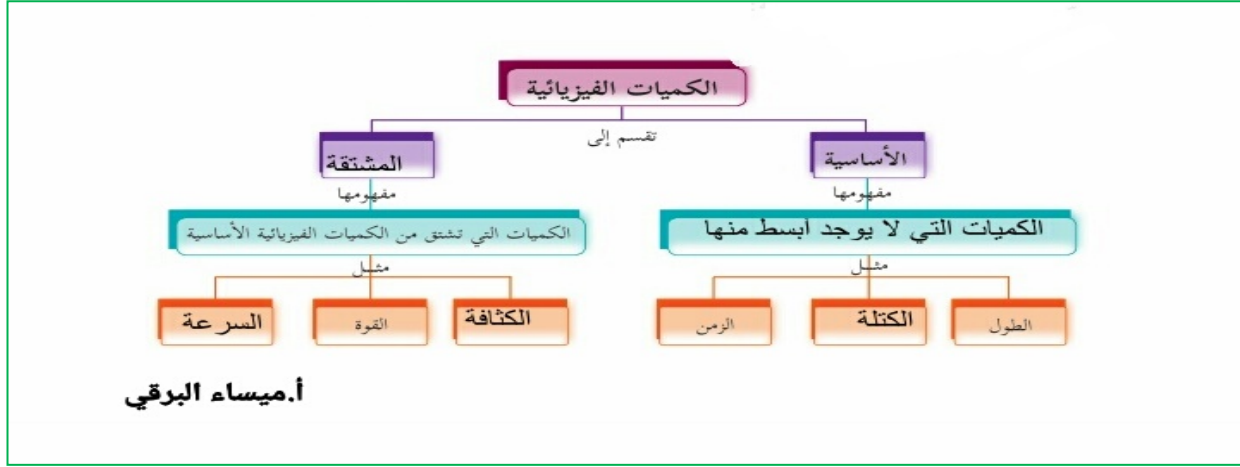 الكميات الفيزيائية
تقسم إلى
الأساسية
المشتقة
مفهومها
مفهومها
الكميات التي لا يوجد أبسط منها
الكميات التي تشتق من الكميات الفيزيائية الأساسية
مثل
مثل
الطول
الكتلة
الزمن
الكثافة
القوة
السرعة
أ.ميساء البرقي